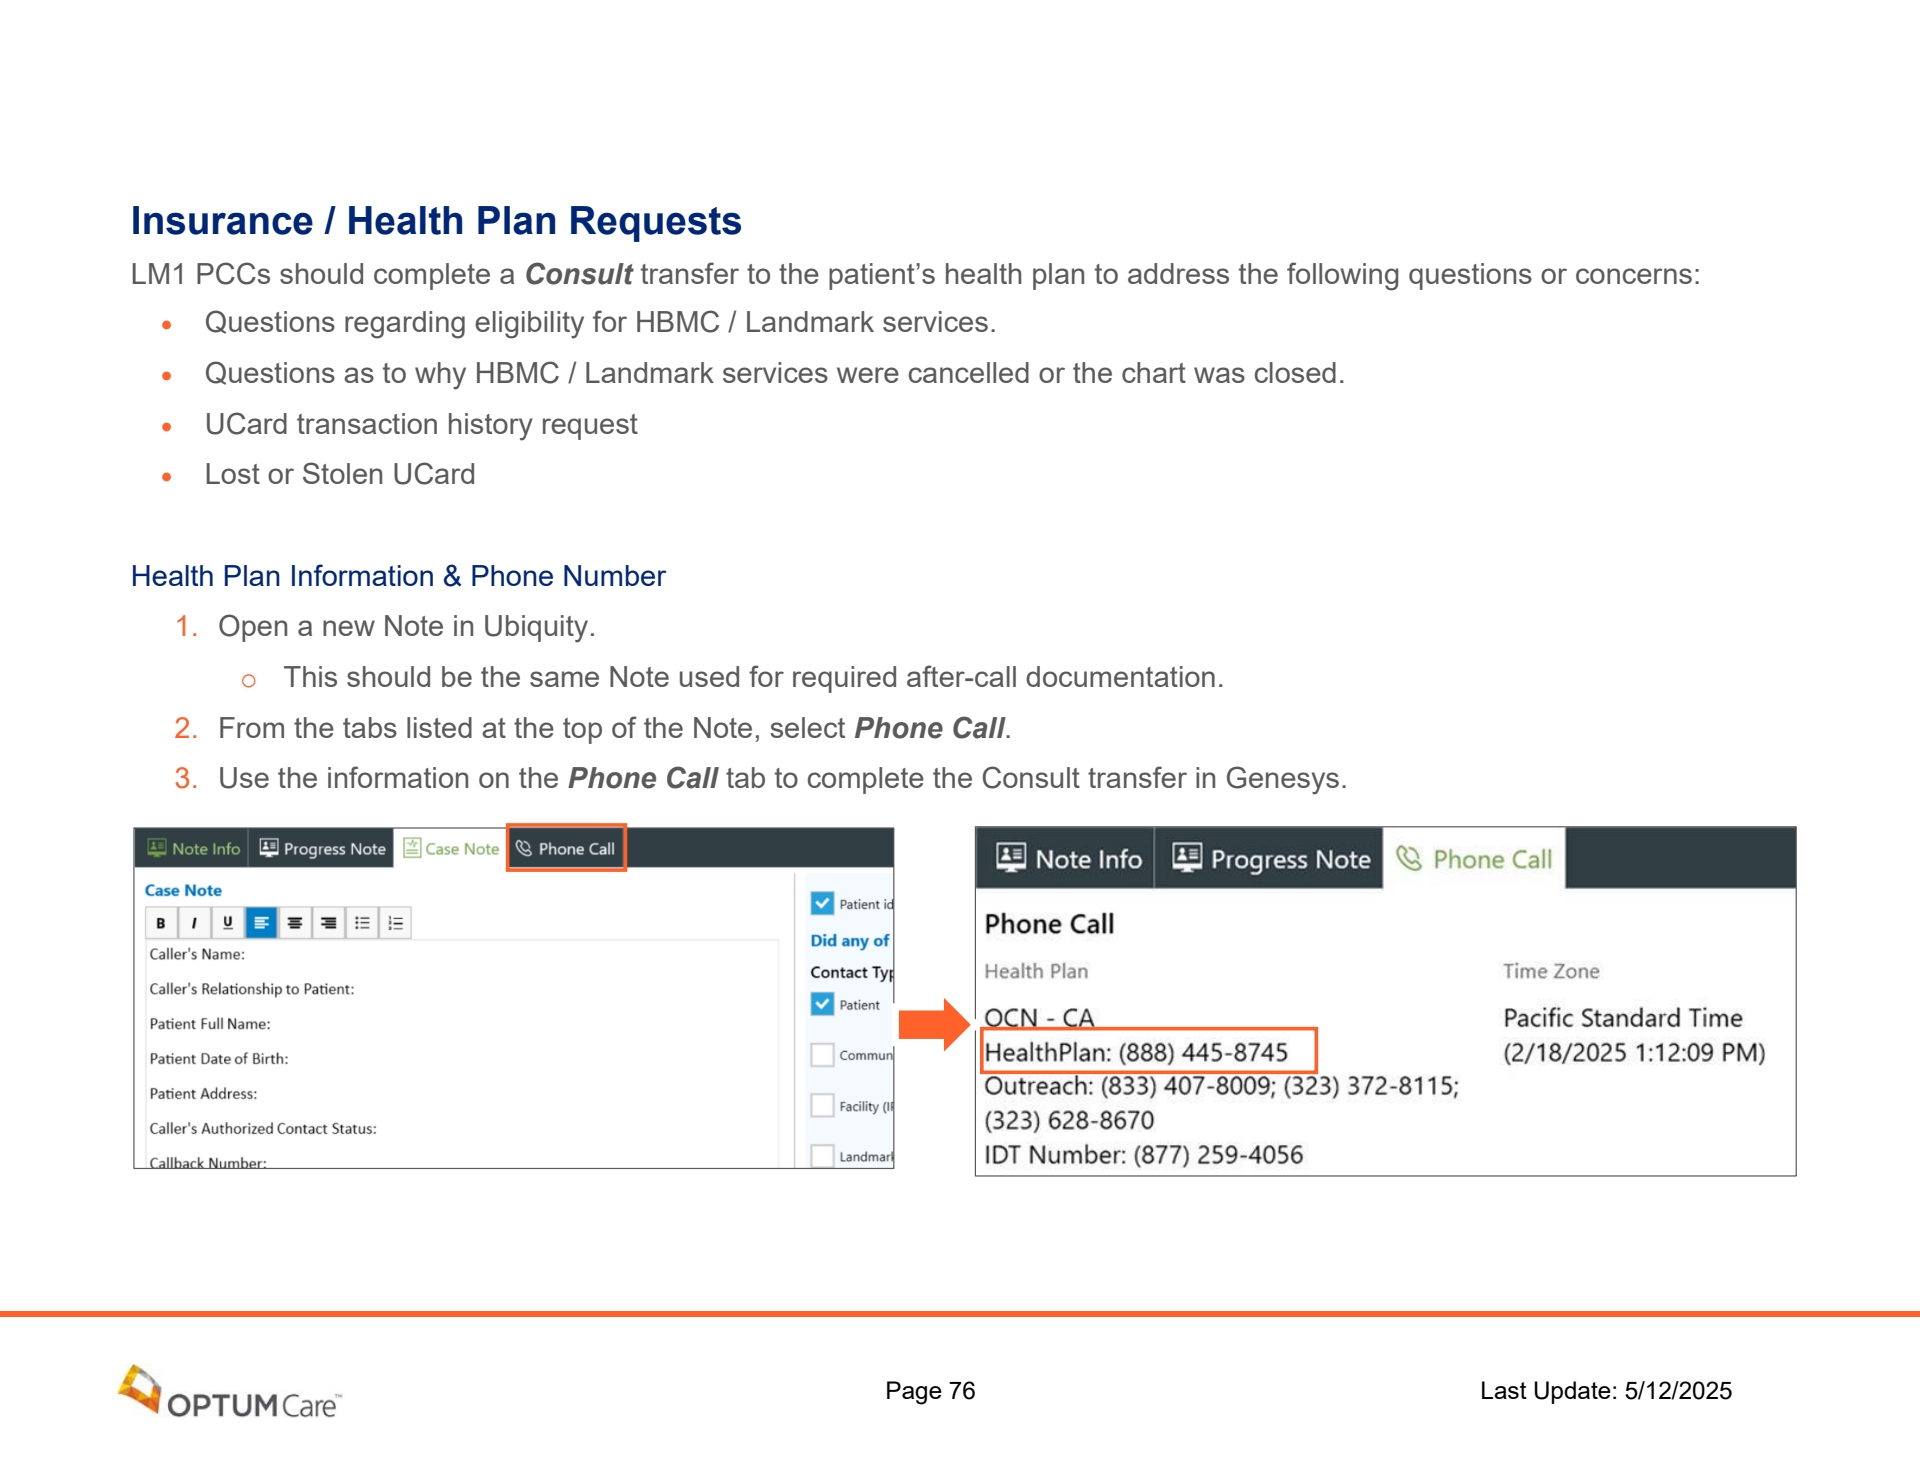 Insurance / Health Plan Requests
LM1 PCCs should complete a Consult transfer to the patient's health plan to address the following questions or concerns:
• Questions regarding eligibility for HBMC / Landmark services.
• Questions as to why HBMC / Landmark services were cancelled or the chart was closed.
• UCard transaction history request
• Lost or Stolen UCard
Health Plan Information & Phone Number
1. Open a new Note in Ubiquity.
o This should be the same Note used for required after-call documentation.
2. From the tabs listed at the top of the Note, select Phone Call.
3. Use the information on the Phone Call tab to complete the Consult transfer in Genesys.
Note Info Progress Note Case Note Phone Call
Case Note
B I U
Caller's Name:
Caller's Relationship to Patient:
Patient Full Name:
Patient Date of Birth:
Patient Address:
Caller's Authorized Contact Status:
Callback Number:
Patient id
Did any of
Contact Typ
Patient
Commun
Facility (IF
Landmark
Note Info Progress Note Phone Call
Phone Call
Health Plan Time Zone
OCN - CA Pacific Standard Time
HealthPlan: (888) 445-8745 (2/18/2025 1:12:09 PM)
Outreach: (833) 407-8009; (323) 372-8115;
(323) 628-8670
IDT Number: (877) 259-4056
OPTUM Care™
Page 76
Last Update: 5/12/2025